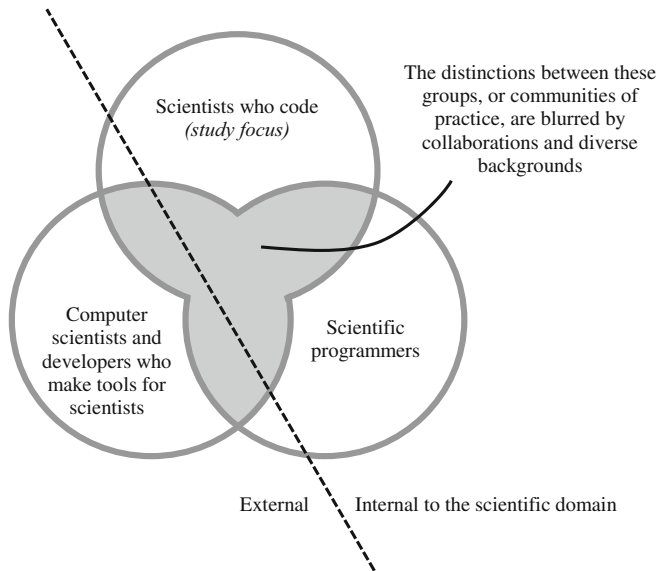 Scientists who code
(study focus)
The distinctions between these
groups, or communities of
practice, are blurred by
collaborations and diverse
backgrounds
Computer
scientists and
developers who
make tools for
scientists
Scientific
programmers
External
Internal to the scientific domain